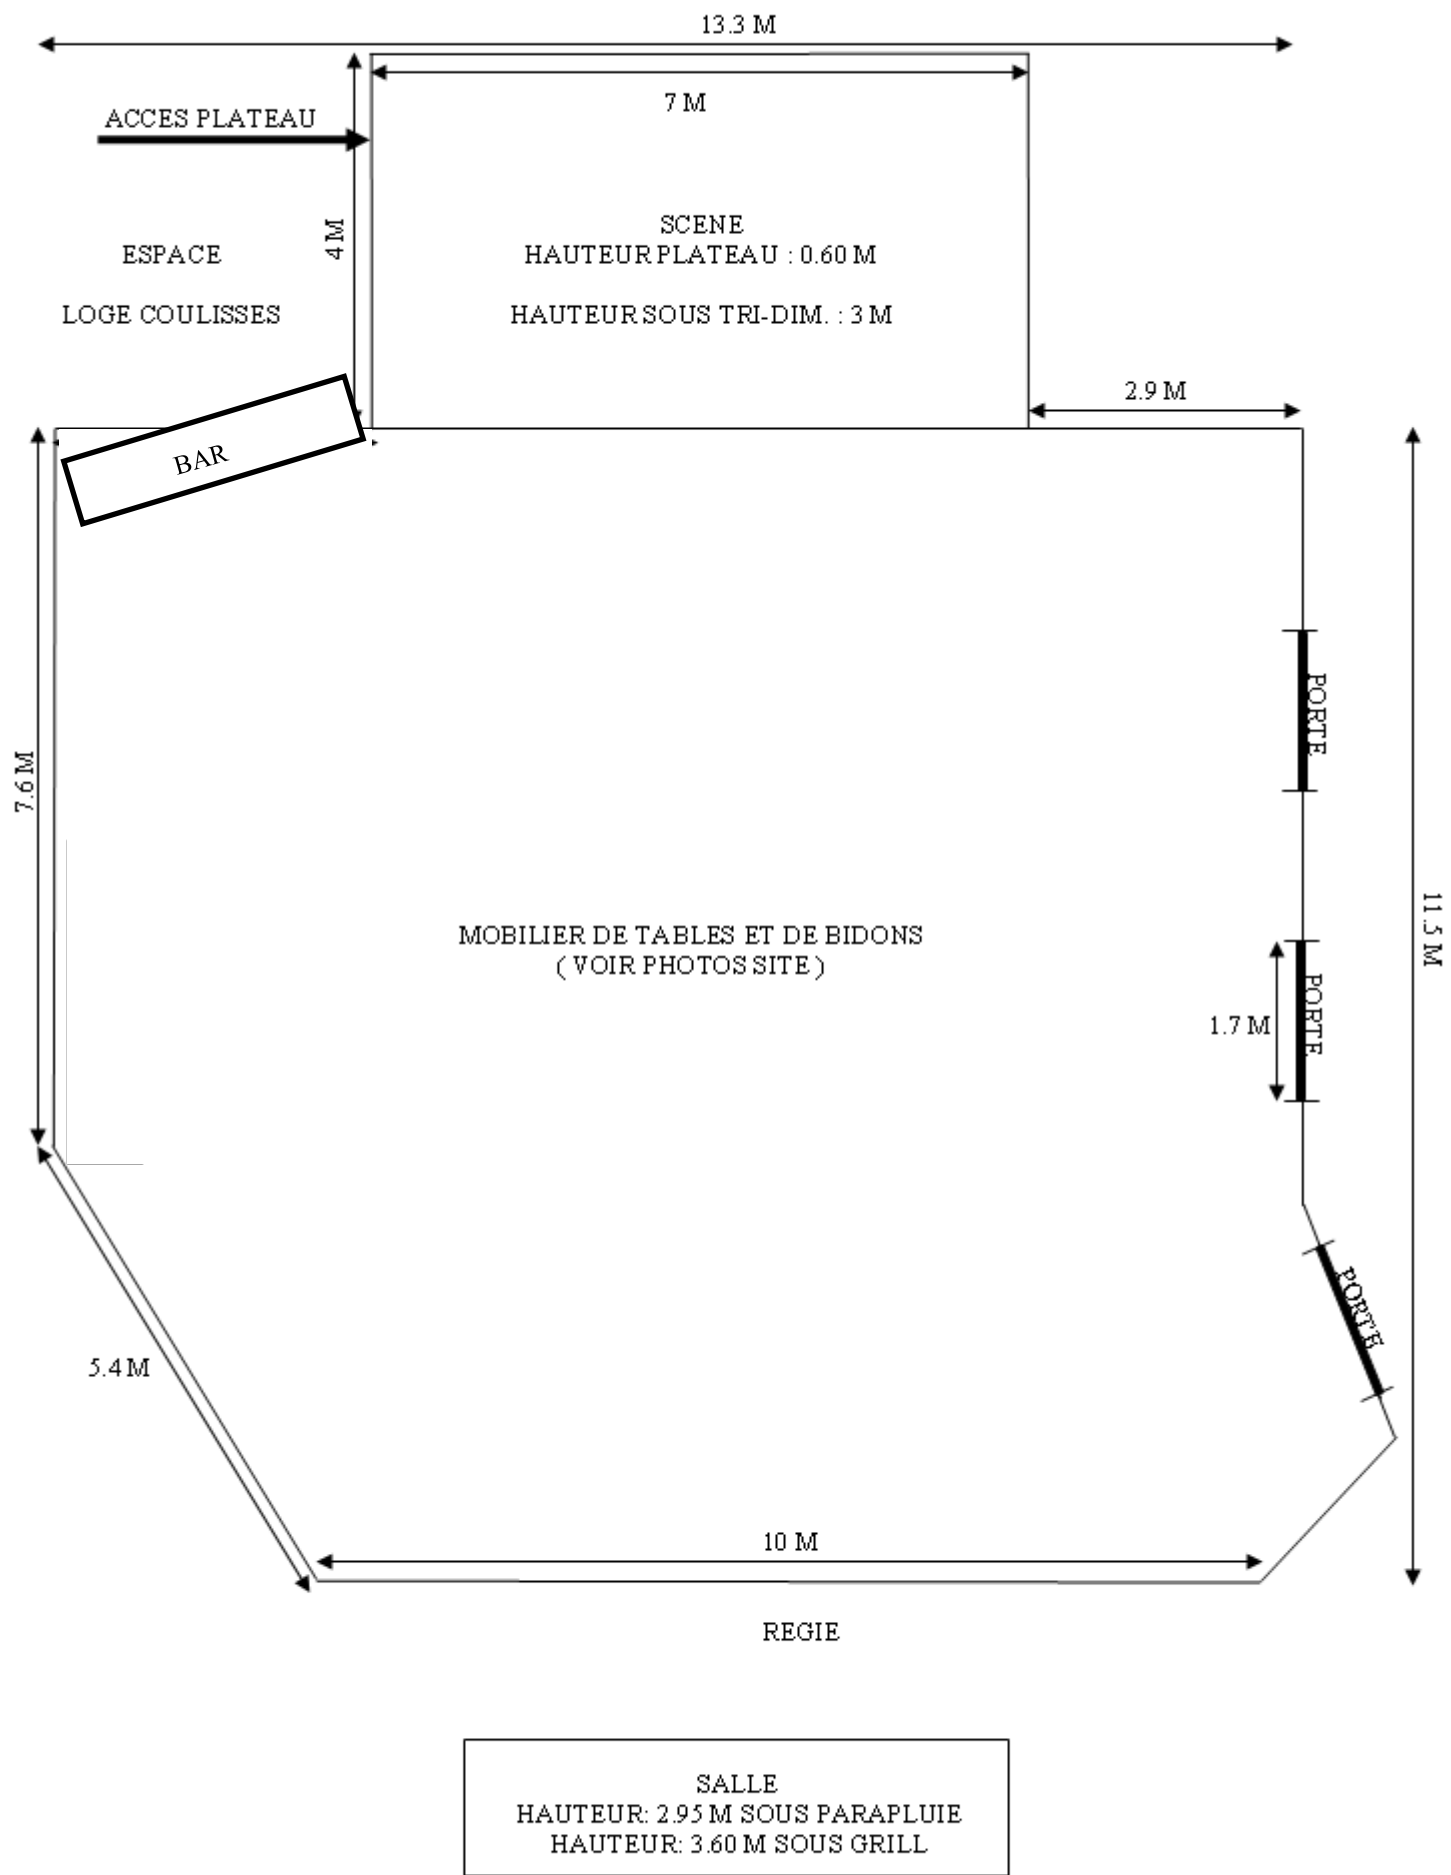 13.3 M
7 M
ACCES PLATEAU
4 M
SCENE
HAUTEUR PLATEAU : 0.60 M
HAUTEUR SOUS TRI-DIM. : 3 M
ESPACE
LOGE COULISSES
2.9 M
BAR
PORTE
7.6 M
11.5 M
MOBILIER DE TABLES ET DE BIDONS
( VOIR PHOTOS SITE )
1.7 M
PORTE
PORTE
5.4 M
10 M
REGIE
SALLE
HAUTEUR: 2.95 M SOUS PARAPLUIE
HAUTEUR: 3.60 M SOUS GRILL